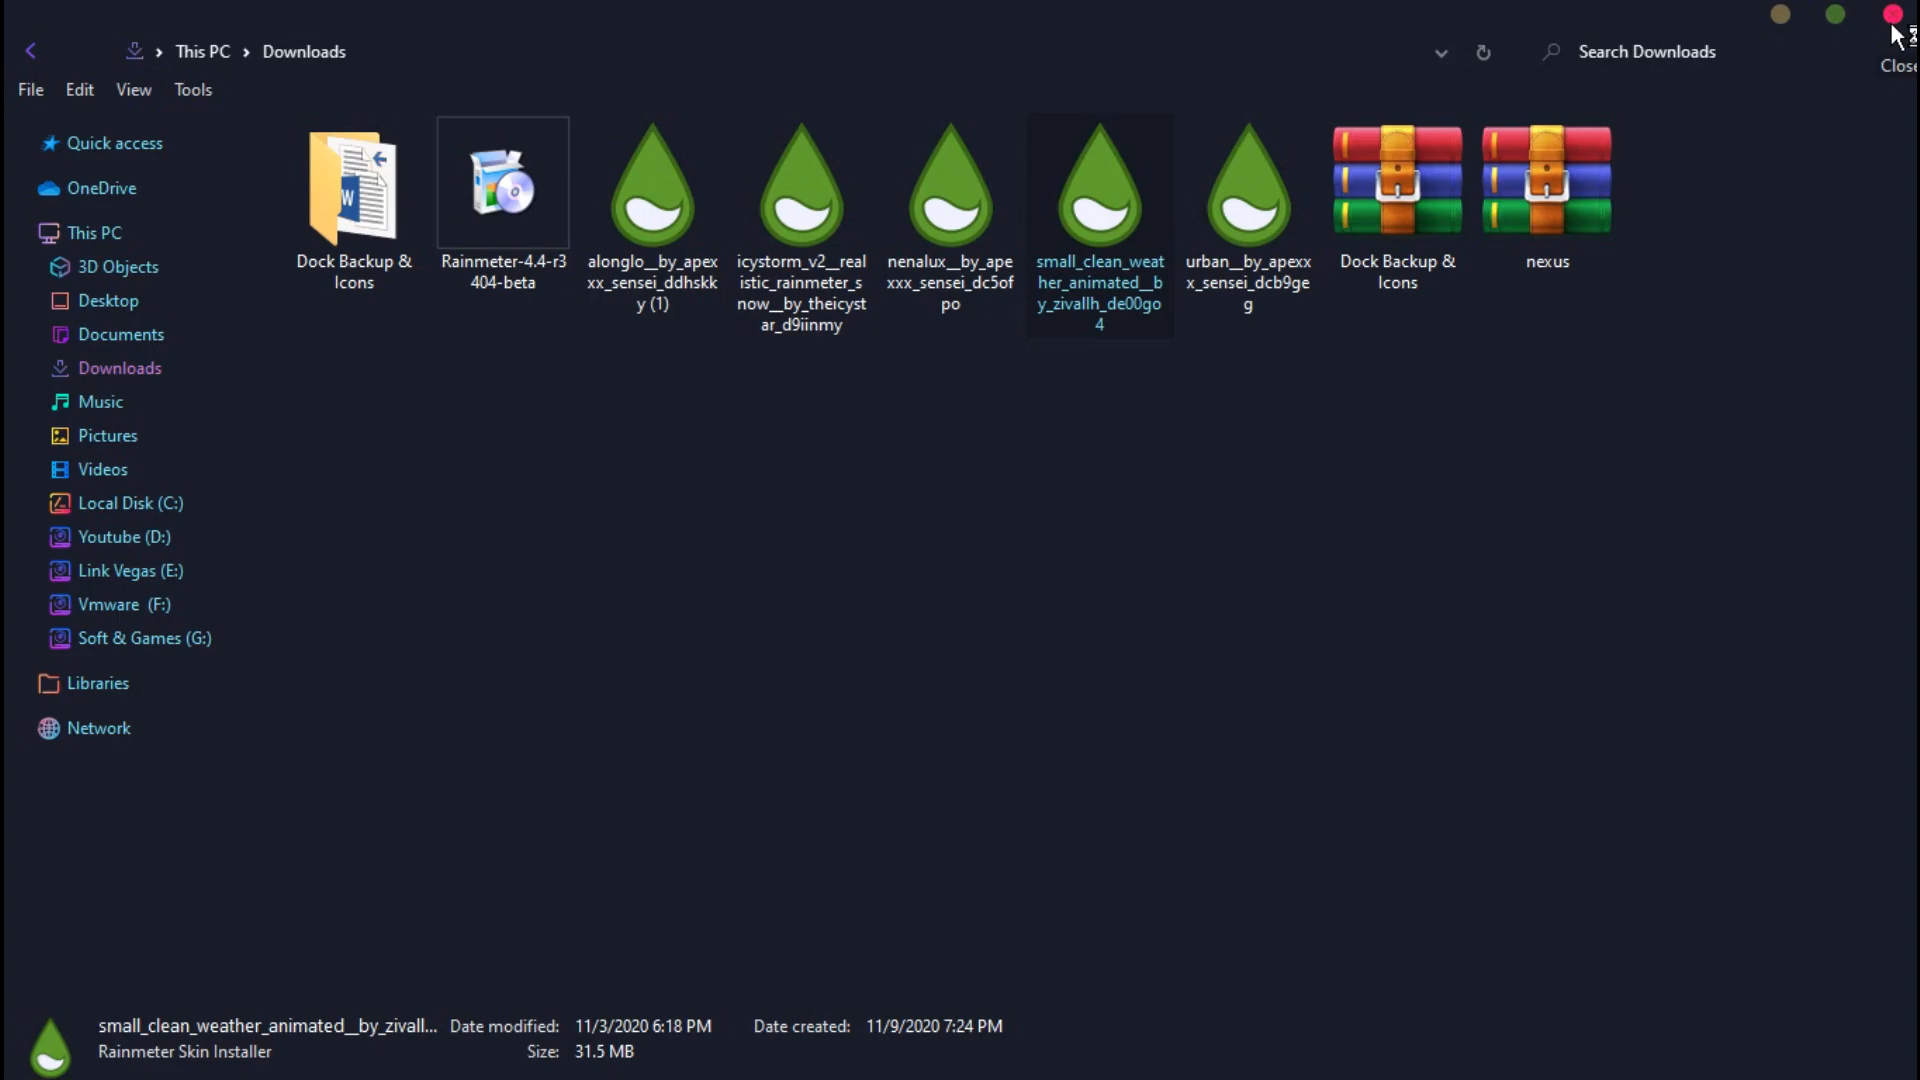 This PC
Downloads
Search Downloads
Close
File
Edit
View
Tools
Quick access
OneDrive
This PC
3D Objects
Desktop
Documents
Downloads
Music
Pictures
Videos
Local Disk (C:)
Youtube (D:)
Link Vegas (E:)
Vmware (F:)
Soft & Games (G:)
Libraries
Network
W
Dock Backup &
Icons
Rainmeter-4.4-r3
404-beta
alonglo__by_apex
xx_sensei_ddhskk
y (1)
icystorm_v2__real
istic_rainmeter_s
now__by_theicyst
ar_d9iinmy
nenalux__by_ape
xxx_sensei_dc5of
po
small_clean_weat
her_animated__b
y_zivallh_de00go
4
urban__by_apexx
x_sensei_dcb9ge
g
Dock Backup &
Icons
nexus
small_clean_weather_animated__by_zivall...
Date modified: 11/3/2020 6:18 PM
Date created: 11/9/2020 7:24 PM
Rainmeter Skin Installer
Size: 31.5 MB